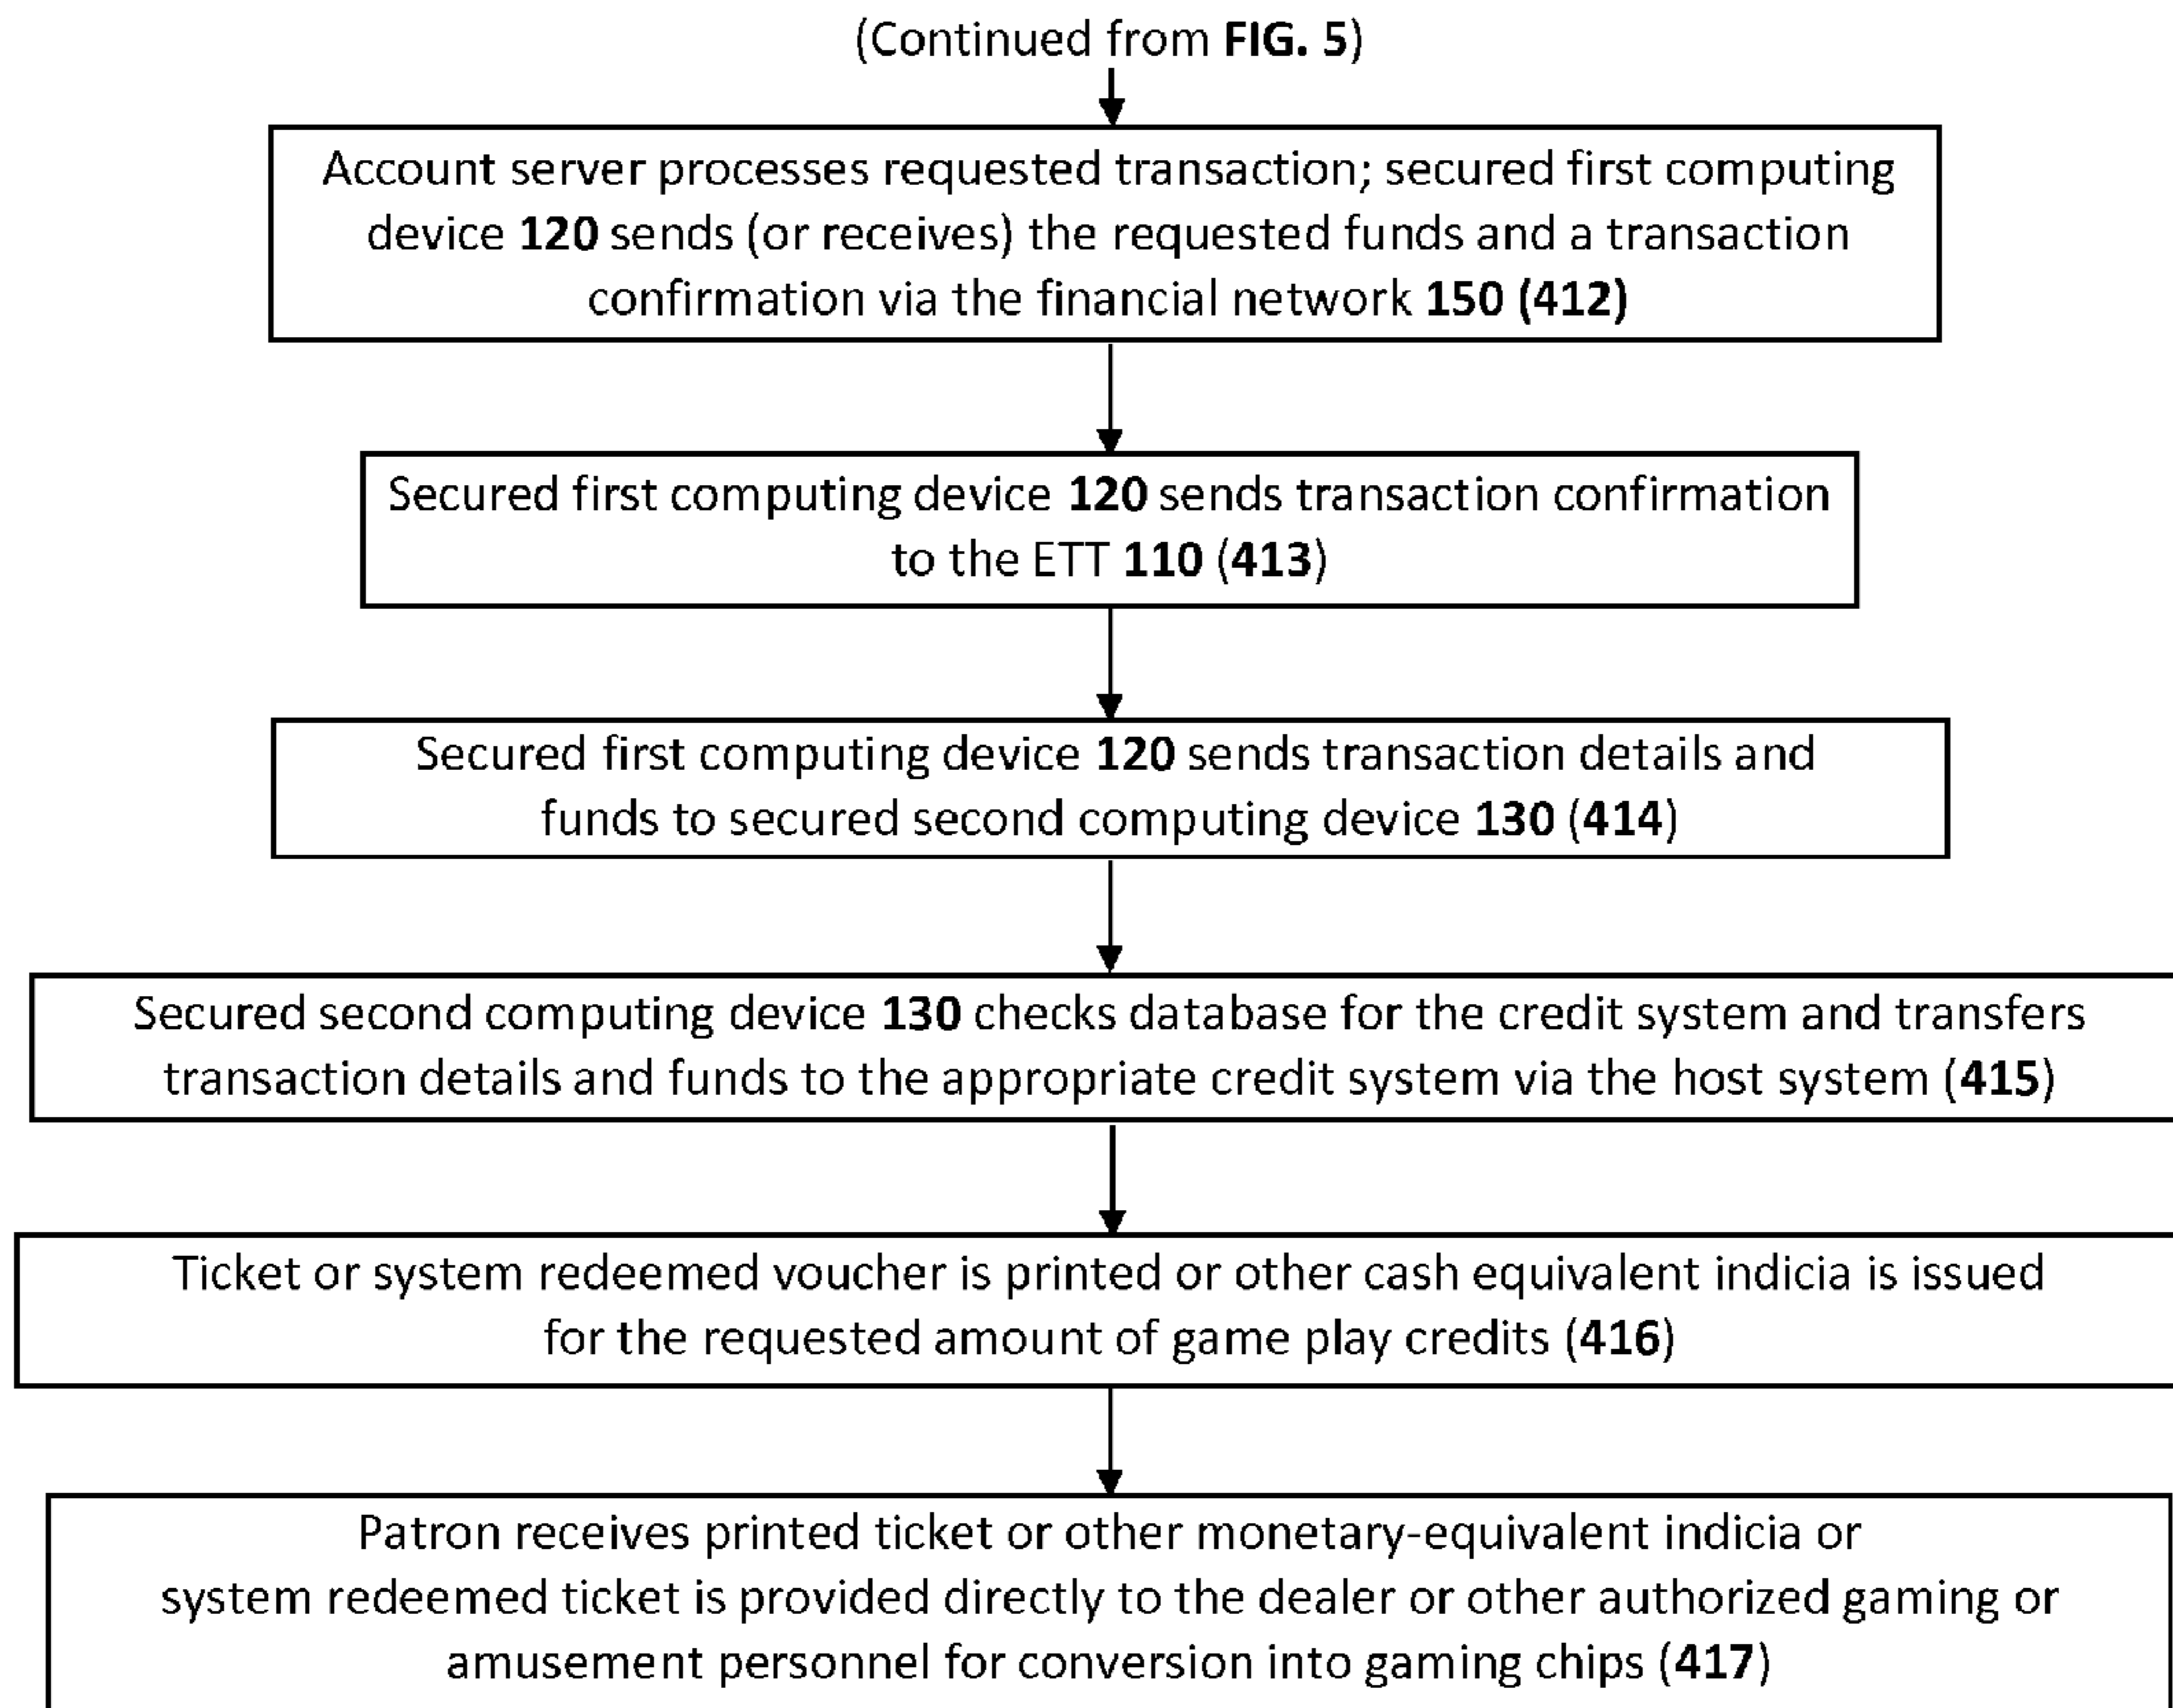 (Continued from FIG. 5)
Account server processes requested transaction; secured first computing
device 120 sends (or receives) the requested funds and a transaction
confirmation via the financial network 150 (412)
Secured first computing device 120 sends transaction confirmation
to the ETT 110 (413)
Secured first computing device 120 sends transaction details and
funds to secured second computing device 130 (414)
Secured second computing device 130 checks database for the credit system and transfers
transaction details and funds to the appropriate credit system via the host system (415)
Ticket or system redeemed voucher is printed or other cash equivalent indicia is issued
for the requested amount of game play credits (416)
Patron receives printed ticket or other monetary-equivalent indicia or
system redeemed ticket is provided directly to the dealer or other authorized gaming or
amusement personnel for conversion into gaming chips (417)